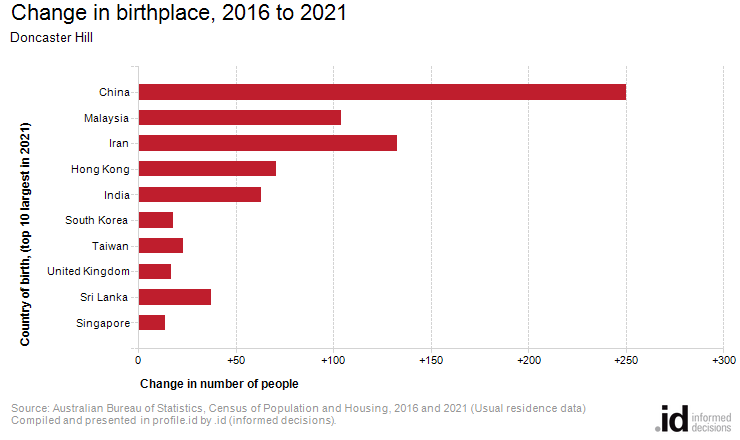 Change in birthplace, 2016 to 2021
Doncaster Hill
Country of birth, (top 10 largest in 2021)
China
Malaysia
Iran
Hong Kong
India
South Korea
Taiwan
United Kingdom
Sri Lanka
Singapore
0 +50 +100 +150 +200 +250 +300
Change in number of people
Source: Australian Bureau of Statistics, Census of Population and Housing, 2016 and 2021 (Usual residence data)
Compiled and presented in profile.id by .id (informed decisions).
.id informed
decisions